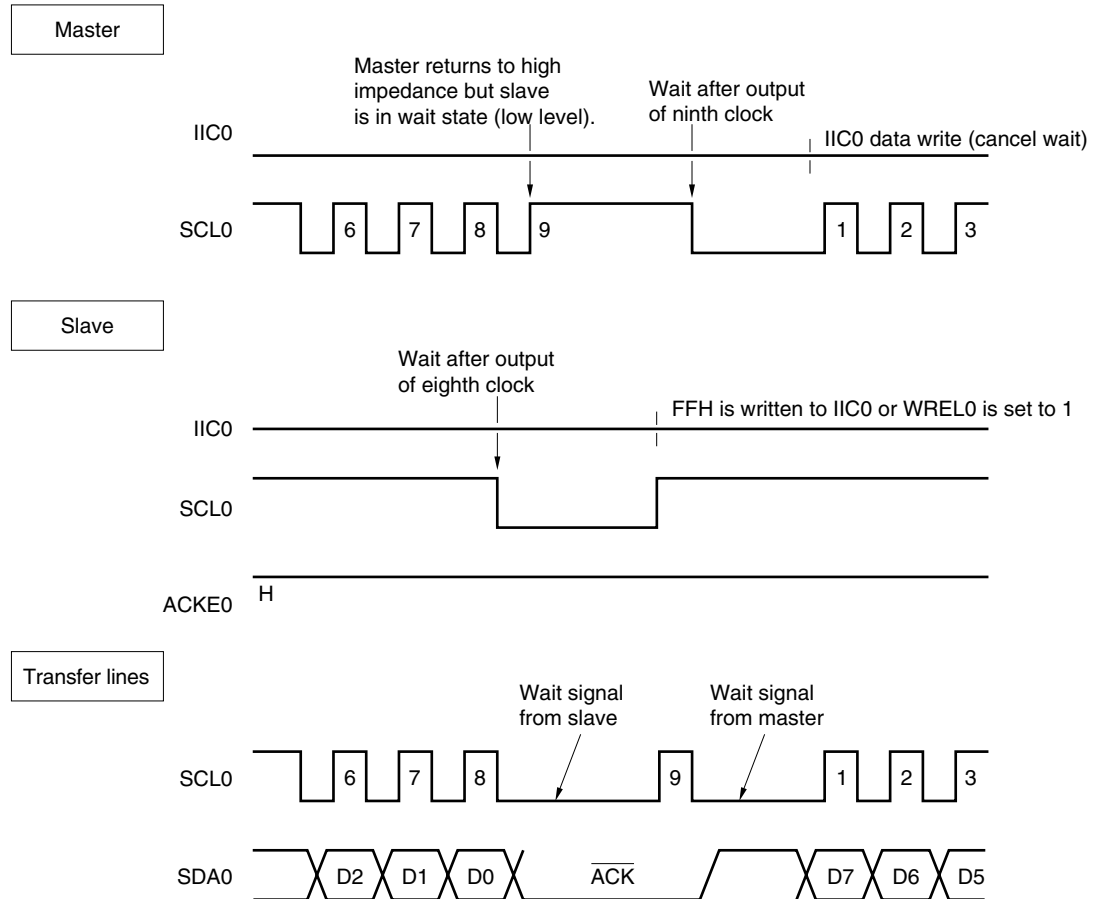 Master
Master returns to high
impedance but slave
is in wait state (low level).
Wait after output
of ninth clock
IIC0
IIC0 data write (cancel wait)
SCL0
6 7 8 9 1 2 3
Slave
Wait after output
of eighth clock
FFH is written to IIC0 or WREL0 is set to 1
IIC0
SCL0
H
ACKE0
Transfer lines
Wait signal
from slave
Wait signal
from master
SCL0
6 7 8 9 1 2 3
SDA0
D2 D1 D0 ACK D7 D6 D5